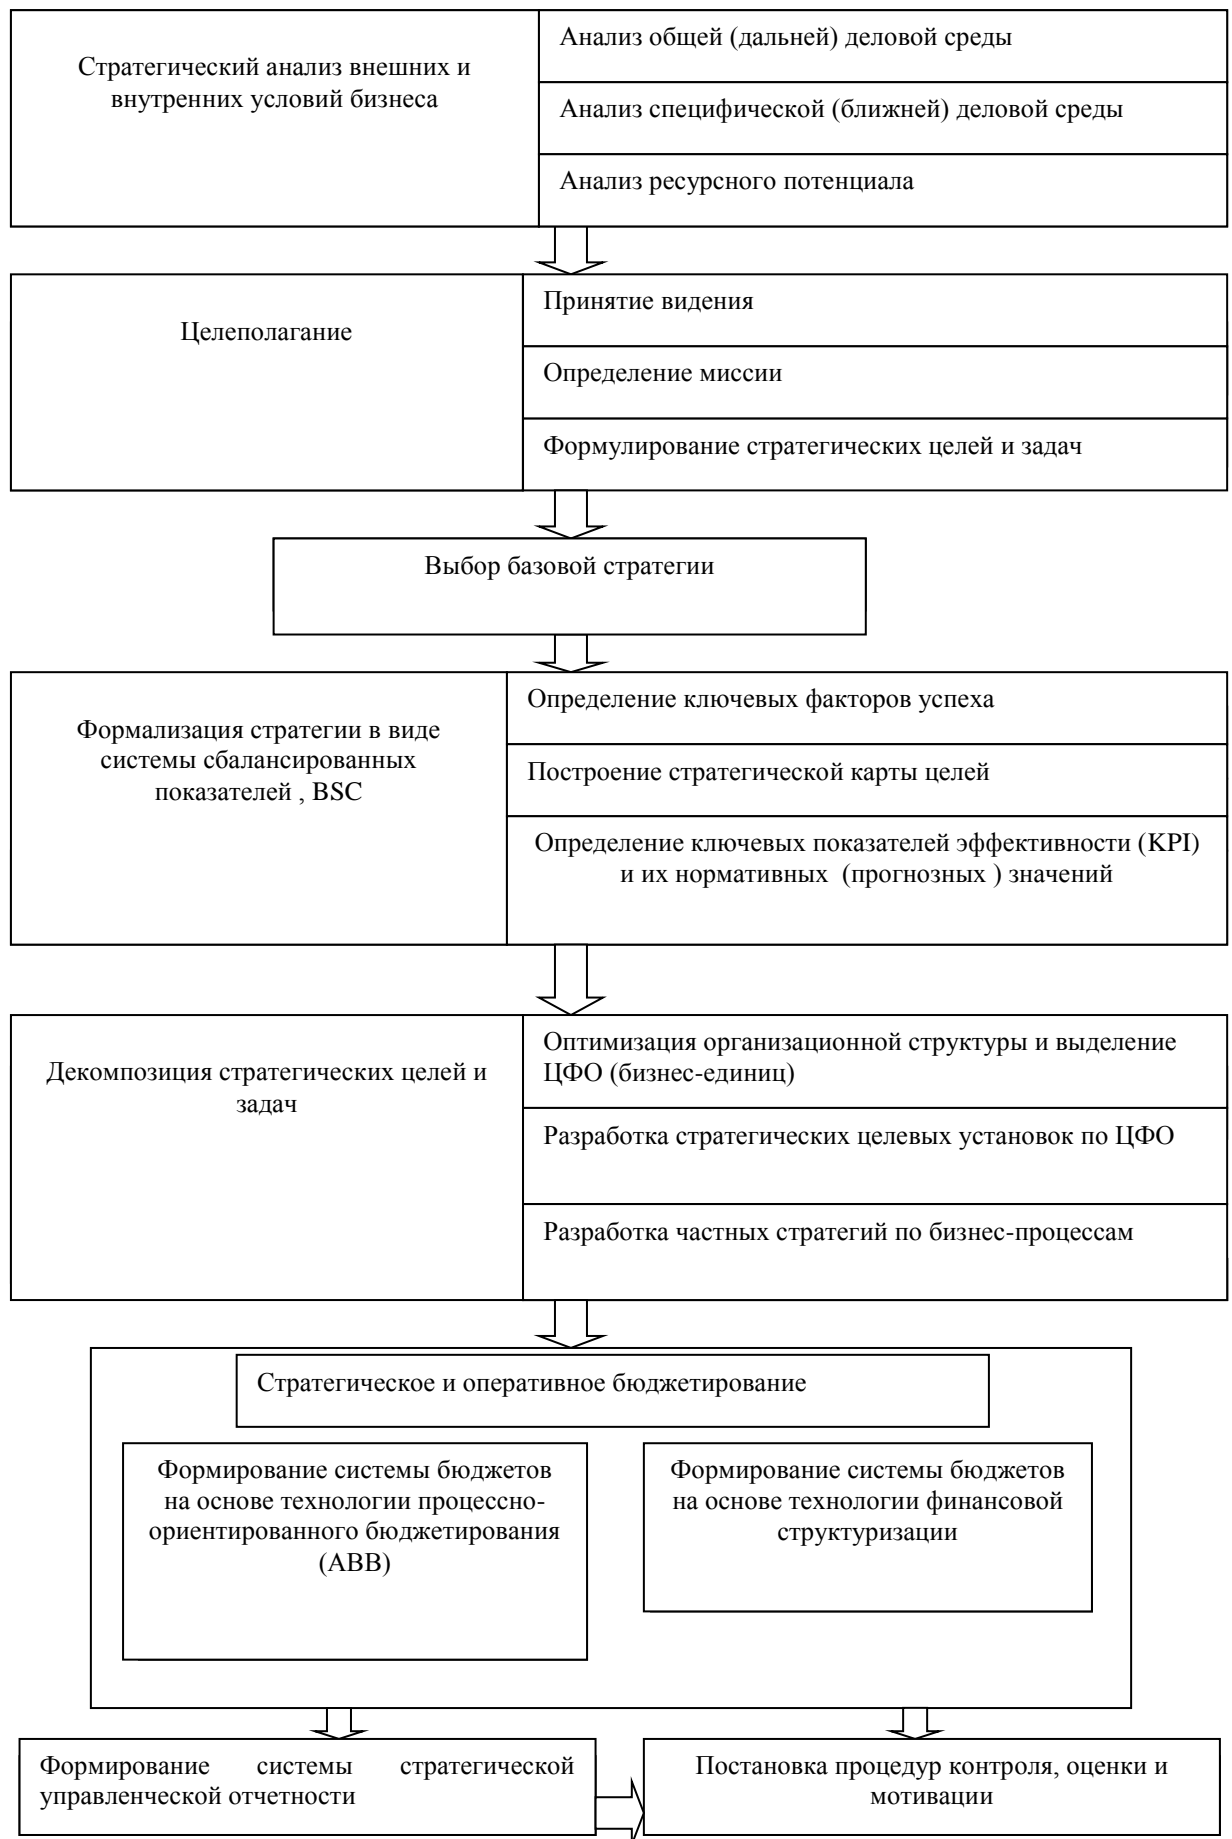 Стратегический анализ внешних и
внутренних условий бизнеса
Анализ общей (дальней) деловой среды
Анализ специфической (ближней) деловой среды
Анализ ресурсного потенциала
Целеполагание
Принятие видения
Определение миссии
Формулирование стратегических целей и задач
Выбор базовой стратегии
Формализация стратегии в виде
системы сбалансированных
показателей , BSC
Определение ключевых факторов успеха
Построение стратегической карты целей
Определение ключевых показателей эффективности (KPI)
и их нормативных (прогнозных ) значений
Декомпозиция стратегических целей и
задач
Оптимизация организационной структуры и выделение
ЦФО (бизнес-единиц)
Разработка стратегических целевых установок по ЦФО
Разработка частных стратегий по бизнес-процессам
Стратегическое и оперативное бюджетирование
Формирование системы бюджетов
на основе технологии процессно-
ориентированного бюджетирования
(ABB)
Формирование системы бюджетов
на основе технологии финансовой
структуризации
Формирование системы стратегической
управленческой отчетности
Постановка процедур контроля, оценки и
мотивации